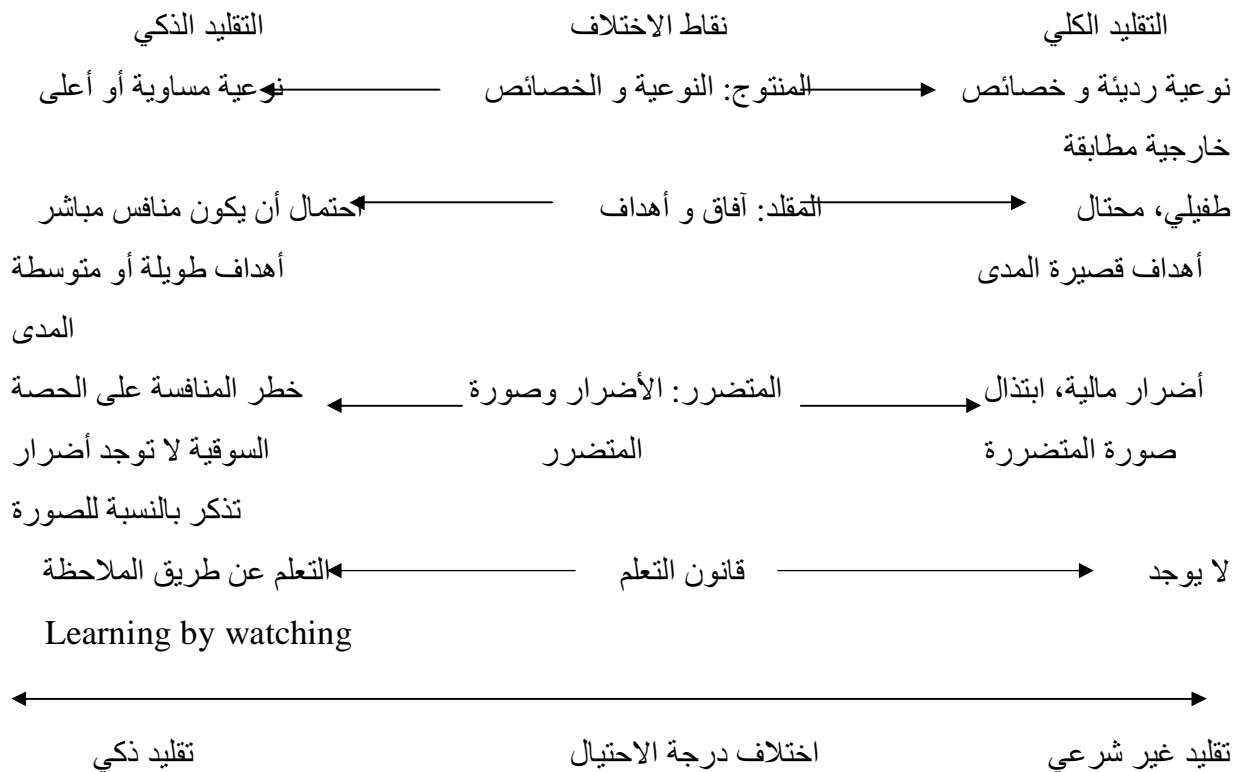 التقليد الكلي نقاط الاختلاف التقليد الذكي
نوعية رديئة و خصائص المنتوج: النوعية و الخصائص نوعية مساوية أو أعلى
خارجية مطابقة
طفيلي، محتال المقلد: آفاق و أهداف احتمال أن يكون منافس مباشر
أهداف قصيرة المدى أهداف طويلة أو متوسطة
المدى
أضرار مالية، ابتذال المتضرر: الأضرار وصورة خطر المنافسة على الحصة
صورة المتضررة المتضرر السوقية لا توجد أضرار
تذكر بالنسبة للصورة
لا يوجد قانون التعلم التعلم عن طريق الملاحظة
Learning by watching
تقليد غير شرعي اختلاف درجة الاحتيال تقليد ذكي